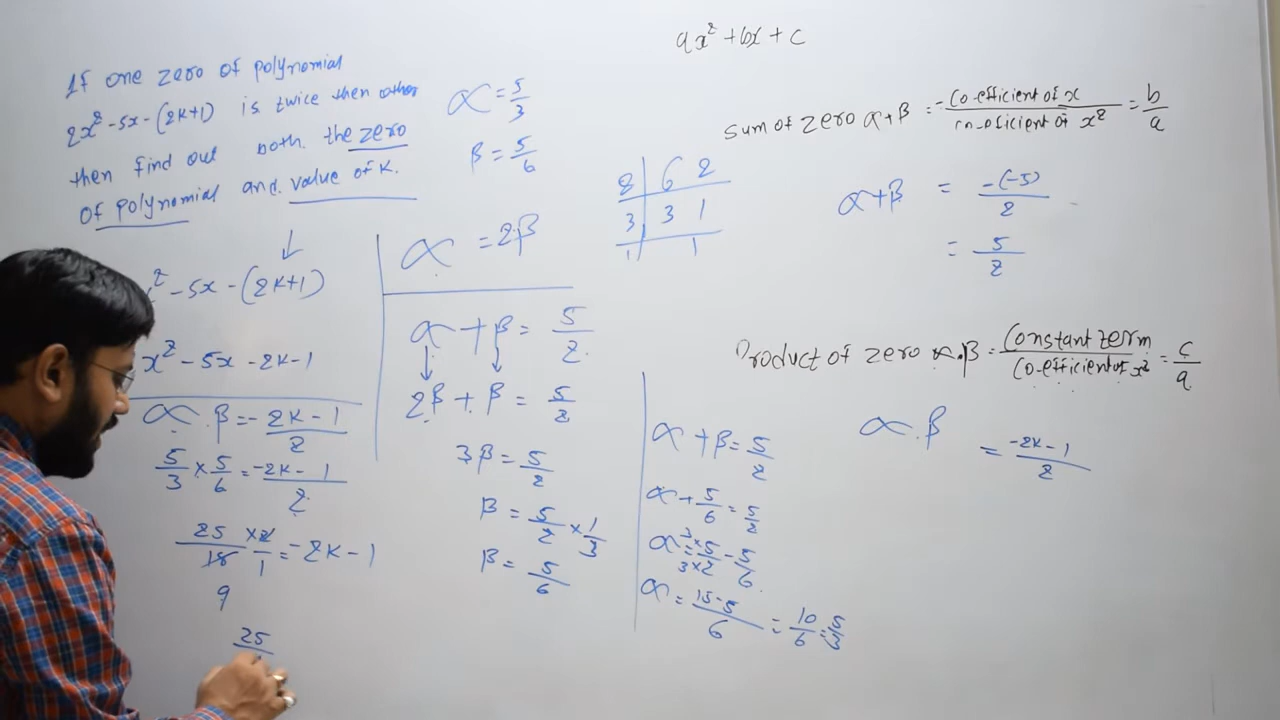 If one zero of polynomial
2x² - 5x - (2k+1) is twice then other
then find out both the zero
of polynomial and value of k.
x² - 5x - (2k+1)
x² - 5x - 2k - 1
α . β = -2k - 1 / 2
5/3 × 5/6 = -2k - 1 / 2
25/18 × 2/1 = -2k - 1
9
25
α = 5/3
β = 5/6
α = 2β
α + β = 5/2
2β + β = 5/2
3β = 5/2
β = 5/2 × 1/3
β = 5/6
2 | 6 2
3 | 3 1
1 | 1
α + β = 5/2
α + 5/6 = 5/2
α = 3×5 / 3×2 - 5/6
α = 15-5 / 6 = 10/6 = 5/3
ax² + bx + c
Sum of zero α+β = -Co-efficient of x / co-efficient of x² = b/a
α+β = -(-5) / 2
= 5/2
Product of zero α.β = Constant term / Co-efficient of x² = c/a
α.β = -2k - 1 / 2